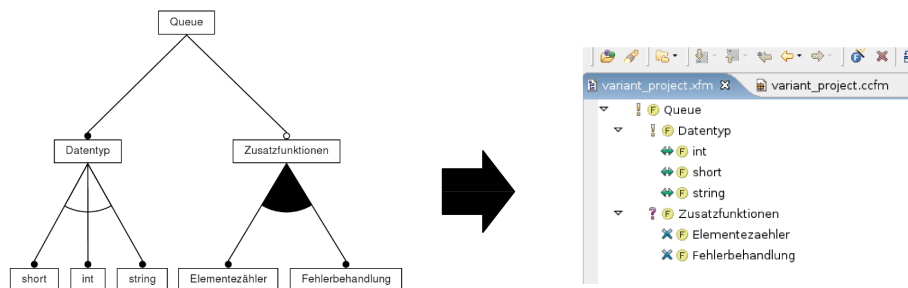 Queue
Datentyp
Zusatzfunktionen
short
int
string
Elementezähler
Fehlerbehandlung
variant_project.xfm
variant_project.ccfm
! F Queue
! F Datentyp
F int
F short
F string
? F Zusatzfunktionen
F Elementezaehler
F Fehlerbehandlung